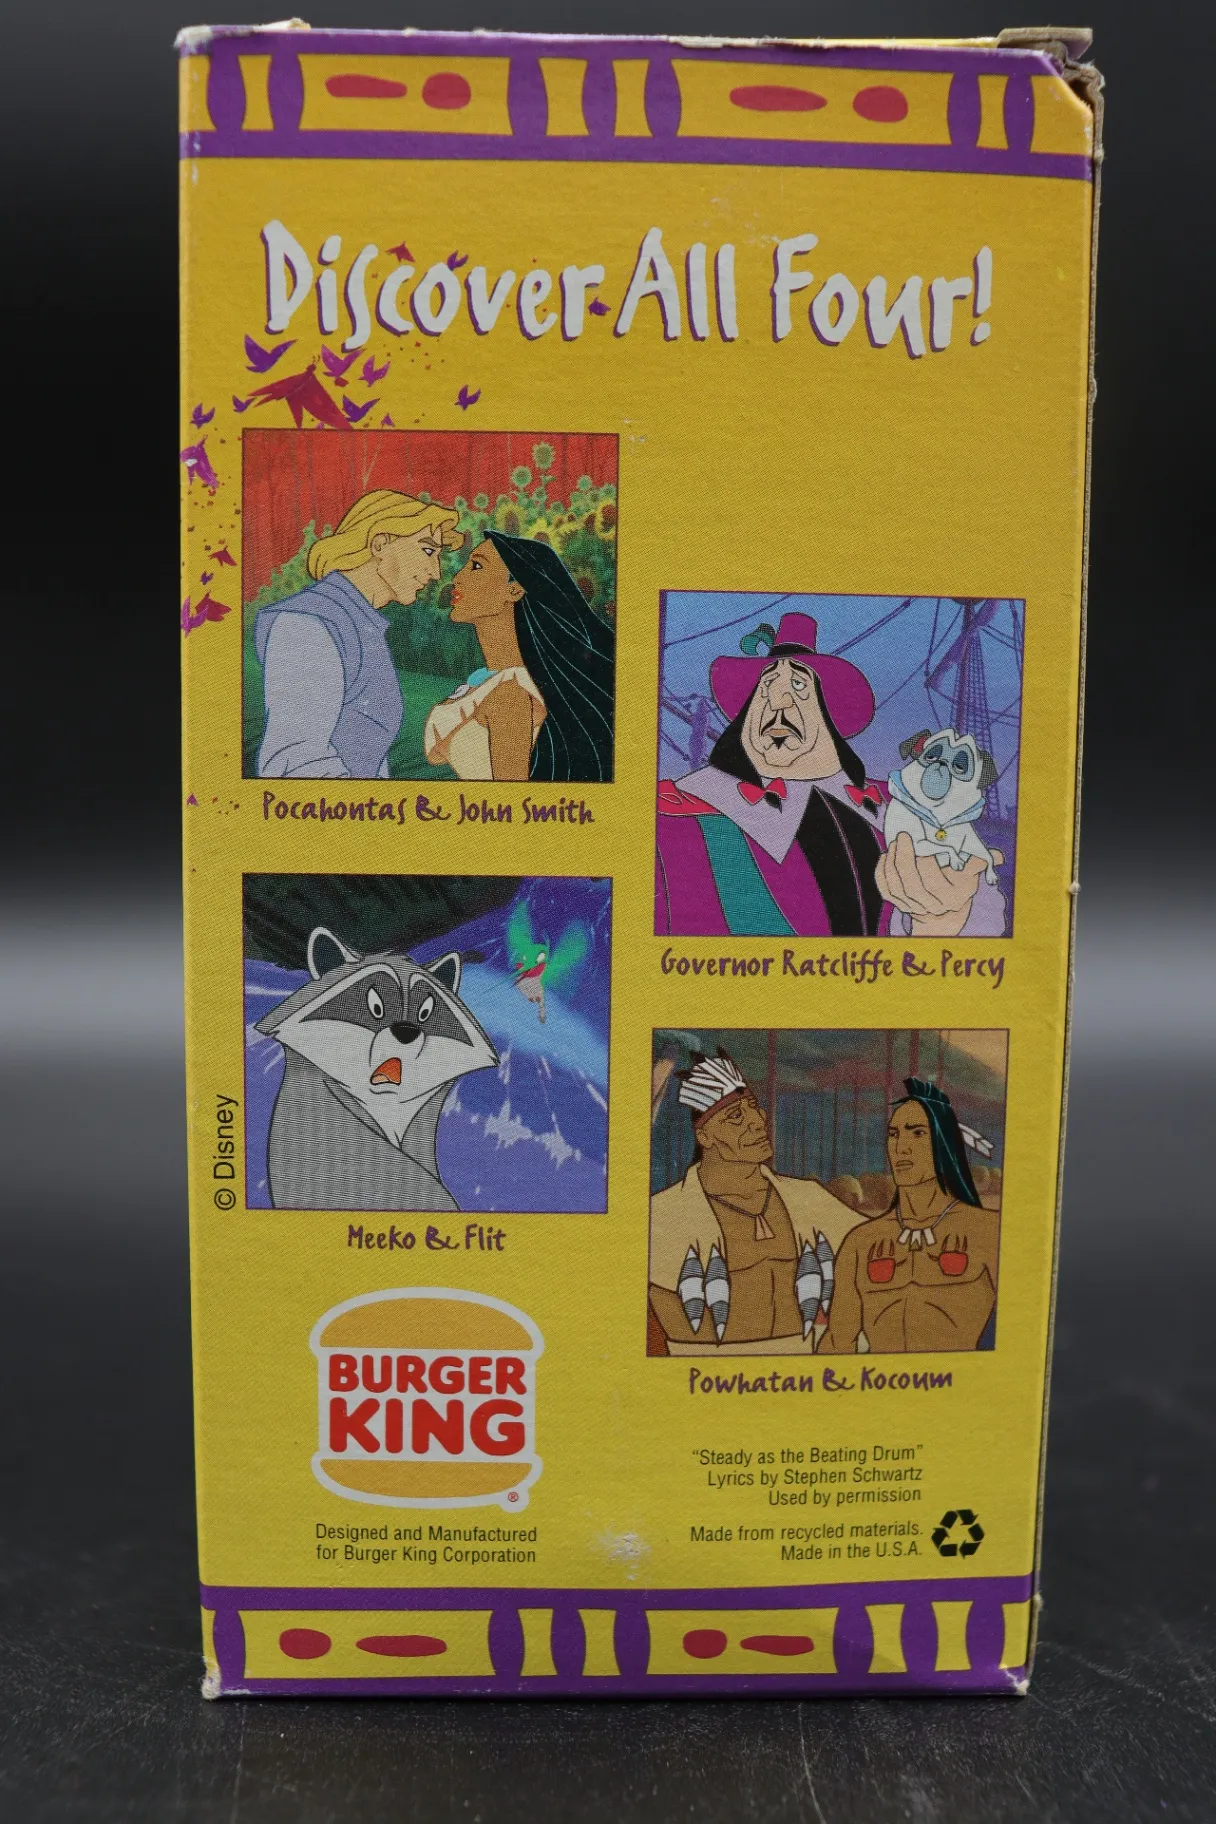 Discover All Four!
Pocahontas & John Smith
Governor Ratcliffe & Percy
Meeko & Flit
Powhatan & Kocoum
© Disney
BURGER
KING
®
Designed and Manufactured
for Burger King Corporation
“Steady as the Beating Drum”
Lyrics by Stephen Schwartz
Used by permission
Made from recycled materials.
Made in the U.S.A.